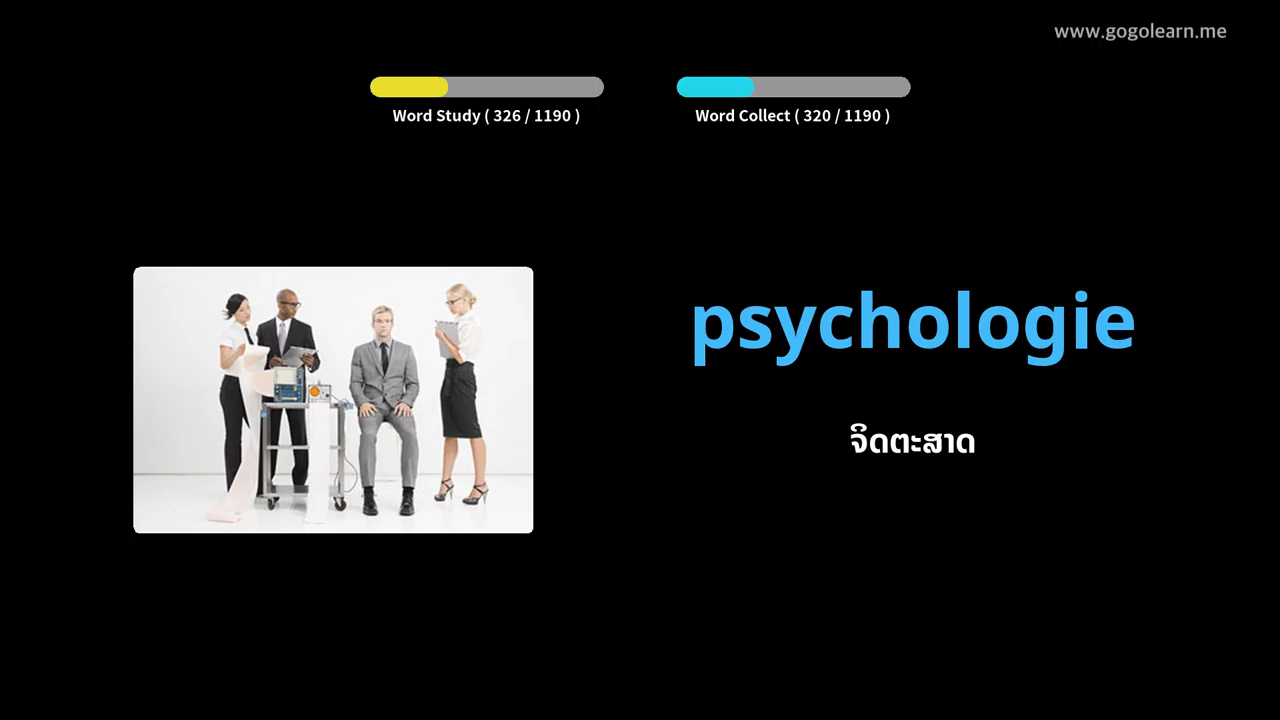 www.gogolearn.me
Word Study ( 326 / 1190 )
Word Collect ( 320 / 1190 )
psychologie
ຈິດຕະສາດ